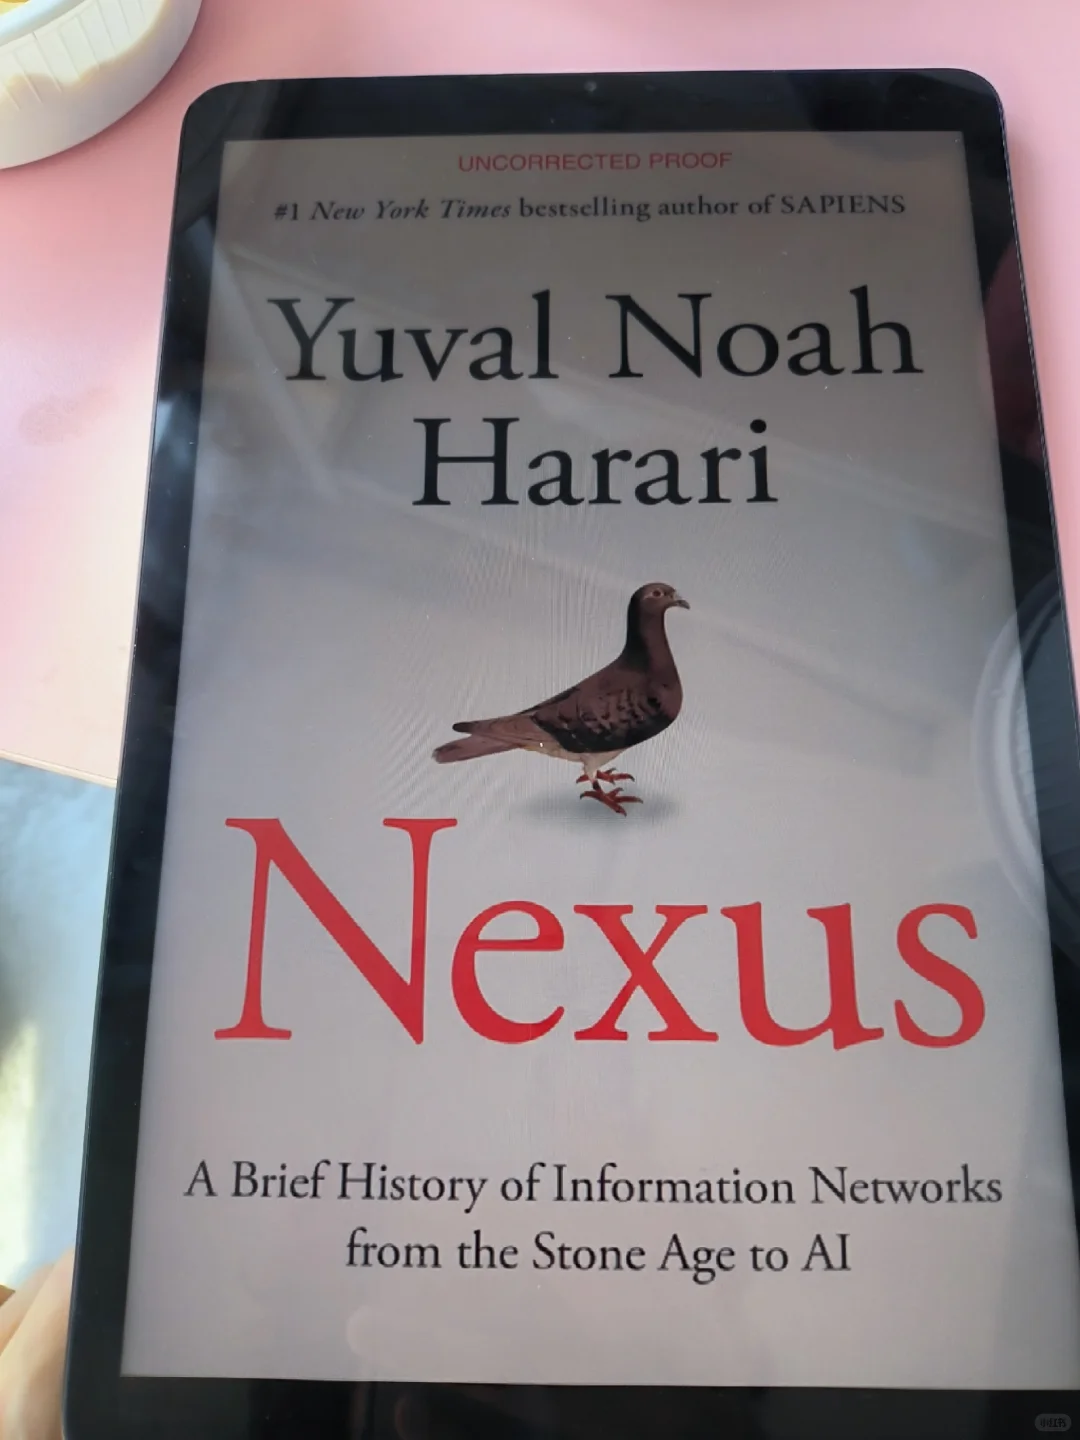 UNCORRECTED PROOF
#1 New York Times bestselling author of SAPIENS
Yuval Noah
Harari
Nexus
A Brief History of Information Networks
from the Stone Age to AI